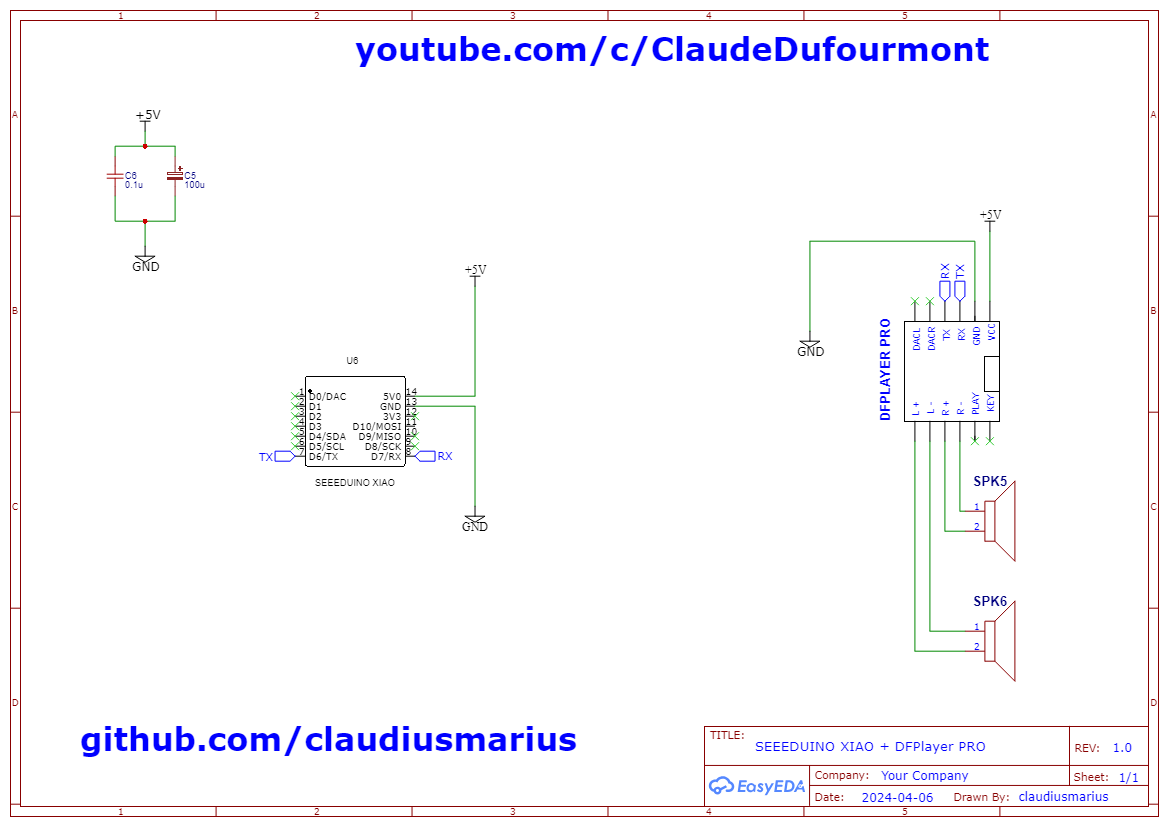 1 2 3 4 5
youtube.com/c/ClaudeDufourmont
A A
+5V
C6
0.1u
C5
100u
+
GND
+5V
+5V
B B
RX TX
DACL DACR TX RX GND VCC
GND
DFPLAYER PRO
L + L - R + R - PLAY KEY
U6
1 D0/DAC 5V0 14
2 D1 GND 13
3 D2 3V3 12
4 D3 D10/MOSI 11
5 D4/SDA D9/MISO 10
6 D5/SCL D8/SCK 9
TX 7 D6/TX D7/RX 8 RX
SEEEDUINO XIAO
GND
SPK5
C C
1
2
SPK6
1
2
D D
github.com/claudiusmarius
TITLE:
SEEEDUINO XIAO + DFPlayer PRO
REV: 1.0
EasyEDA
Company: Your Company
Sheet: 1/1
Date: 2024-04-06 Drawn By: claudiusmarius
1 2 3 4 5